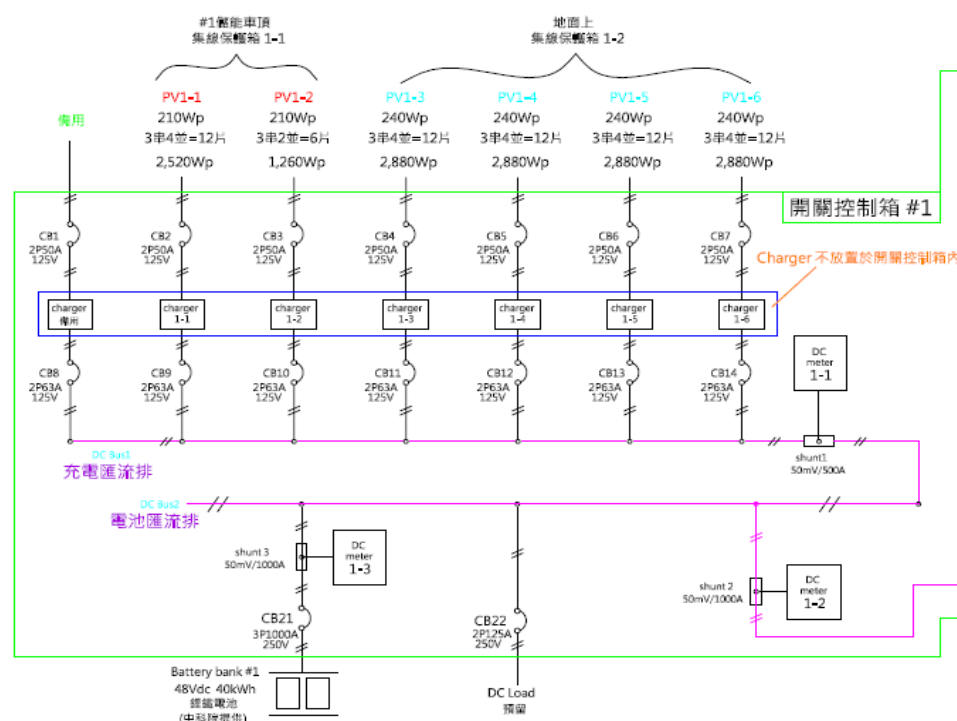 #1儲能車頂
集線保護箱 1-1
地面上
集線保護箱 1-2
備用
PV1-1
210Wp
3串4並=12片
2,520Wp
PV1-2
210Wp
3串2並=6片
1,260Wp
PV1-3
240Wp
3串4並=12片
2,880Wp
PV1-4
240Wp
3串4並=12片
2,880Wp
PV1-5
240Wp
3串4並=12片
2,880Wp
PV1-6
240Wp
3串4並=12片
2,880Wp
開關控制箱 #1
CB1
2P50A
125V
CB2
2P50A
125V
CB3
2P50A
125V
CB4
2P50A
125V
CB5
2P50A
125V
CB6
2P50A
125V
CB7
2P50A
125V
Charger 不放置於開關控制箱內
charger
備用
charger
1-1
charger
1-2
charger
1-3
charger
1-4
charger
1-5
charger
1-6
CB8
2P63A
125V
CB9
2P63A
125V
CB10
2P63A
125V
CB11
2P63A
125V
CB12
2P63A
125V
CB13
2P63A
125V
CB14
2P63A
125V
DC
meter
1-1
shunt1
50mV/500A
DC Bus1
充電匯流排
DC Bus2
電池匯流排
shunt 3
50mV/1000A
DC
meter
1-3
shunt 2
50mV/1000A
DC
meter
1-2
CB21
3P1000A
250V
CB22
2P125A
250V
Battery bank #1
48Vdc 40kWh
鋰鐵電池
(中科院提供)
DC Load
預留